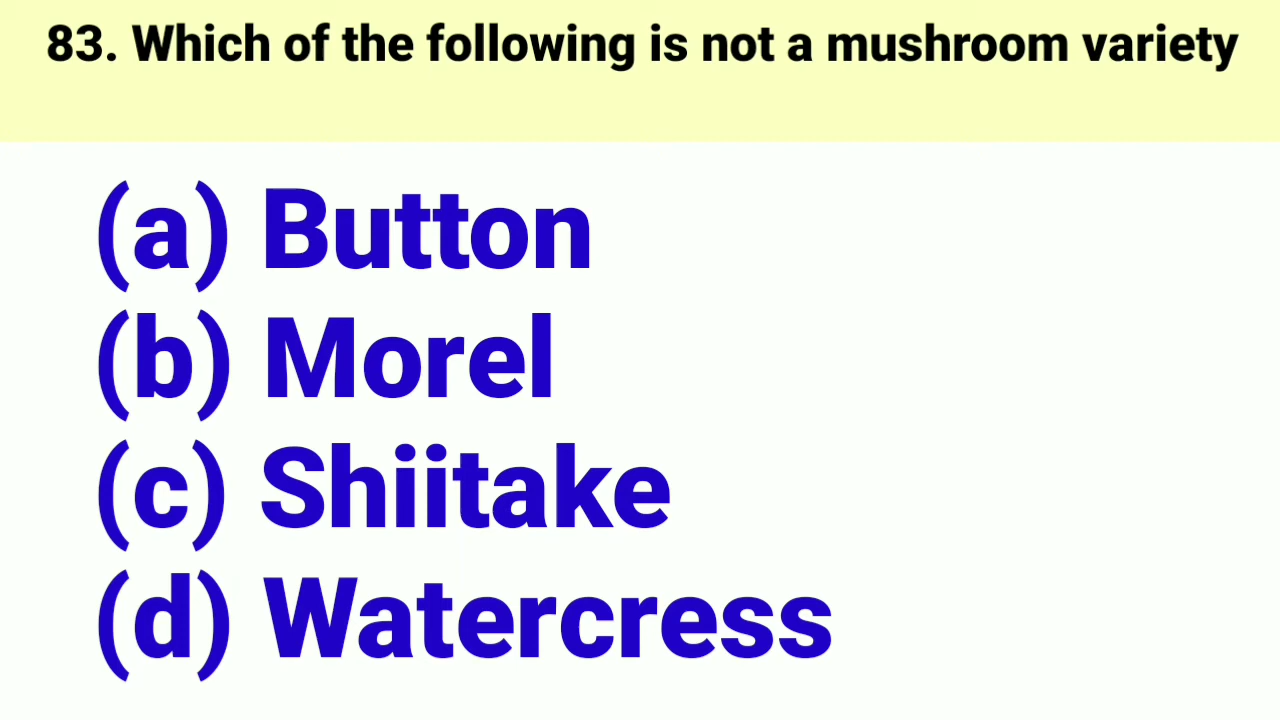 83. Which of the following is not a mushroom variety
(a) Button
(b) Morel
(c) Shiitake
(d) Watercress